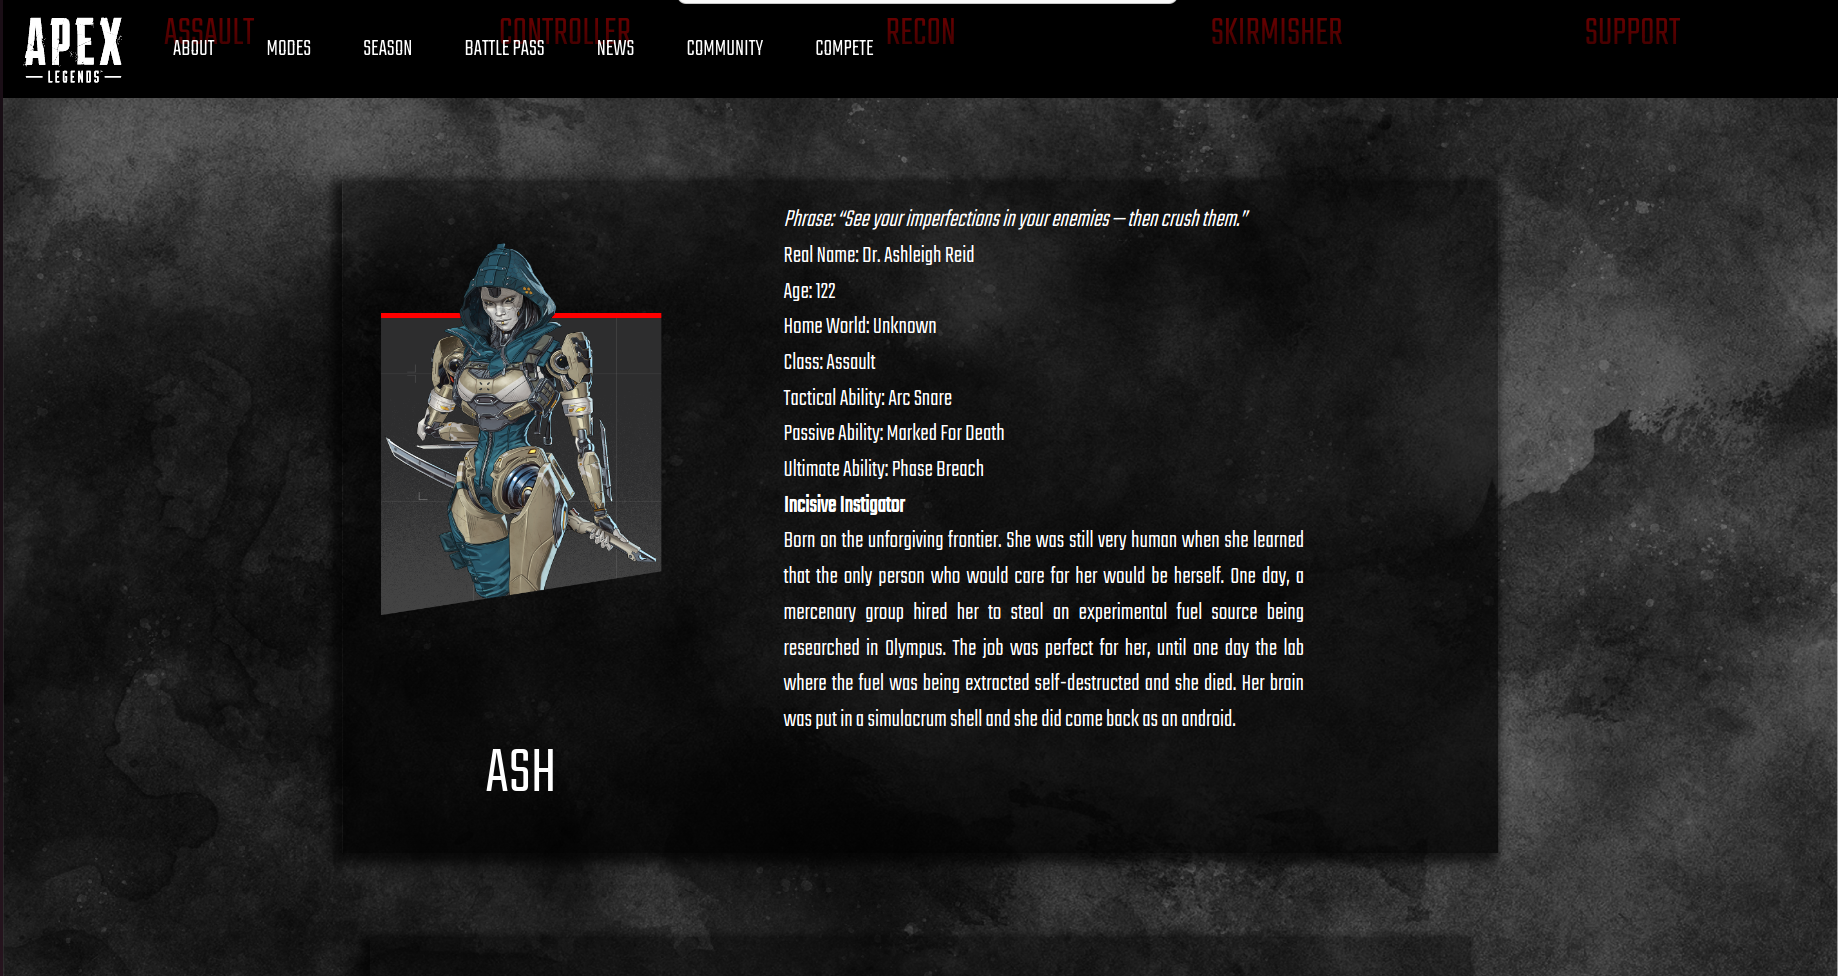 APEX
LEGENDS
ASSAULT CONTROLLER RECON SKIRMISHER SUPPORT
ABOUT MODES SEASON BATTLE PASS NEWS COMMUNITY COMPETE
Phrase: “See your imperfections in your enemies – then crush them.”
Real Name: Dr. Ashleigh Reid
Age: 122
Home World: Unknown
Class: Assault
Tactical Ability: Arc Snare
Passive Ability: Marked For Death
Ultimate Ability: Phase Breach
Incisive Instigator
Born on the unforgiving frontier. She was still very human when she learned
that the only person who would care for her would be herself. One day, a
mercenary group hired her to steal an experimental fuel source being
researched in Olympus. The job was perfect for her, until one day the lab
where the fuel was being extracted self-destructed and she died. Her brain
was put in a simulacrum shell and she did come back as an android.
ASH